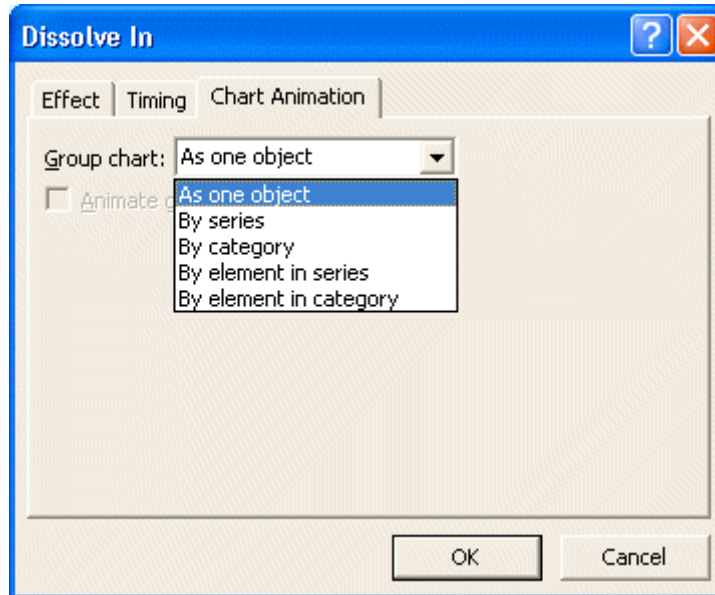 Dissolve In
Effect Timing Chart Animation
Group chart: As one object
Animate
As one object
By series
By category
By element in series
By element in category
OK Cancel